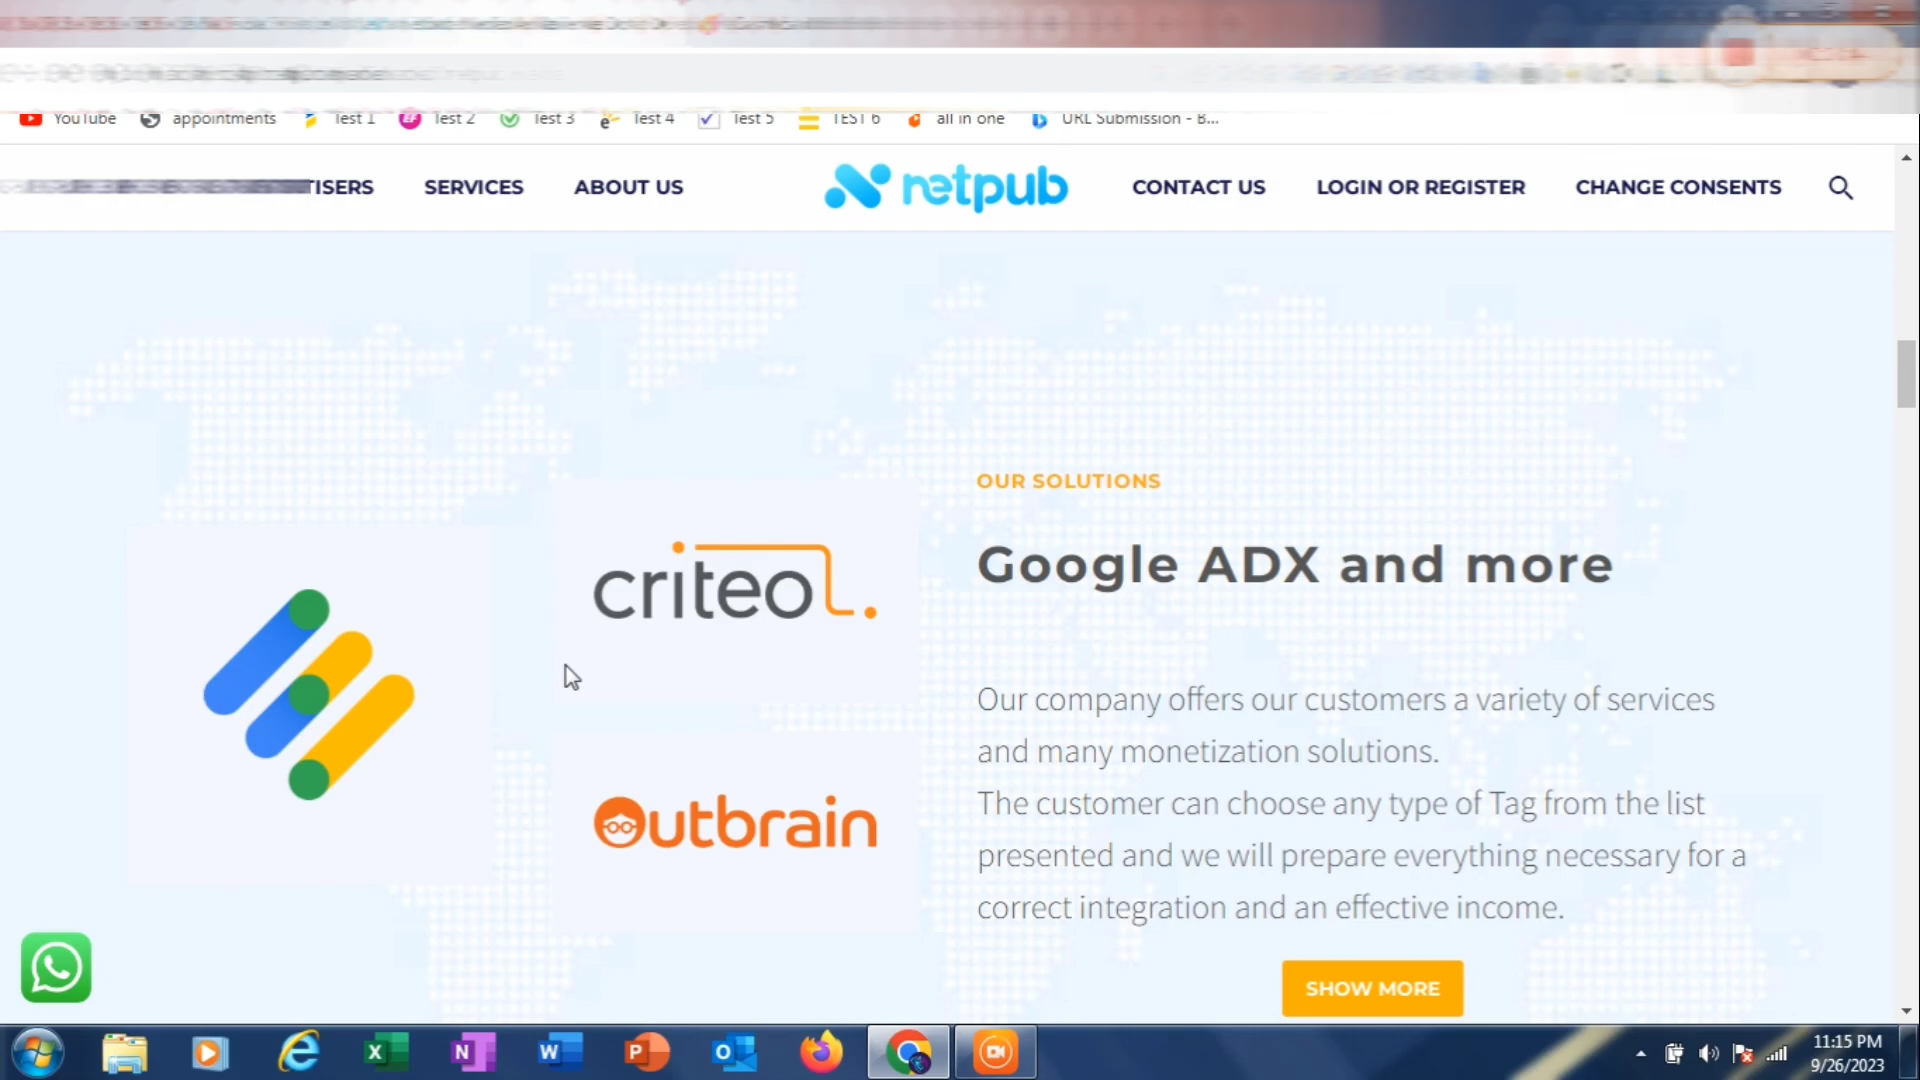 YouTube appointments Test 1 Test 2 Test 3 Test 4 Test 5 TEST 6 all in one URL Submission - B...
TISERS SERVICES ABOUT US netpub CONTACT US LOGIN OR REGISTER CHANGE CONSENTS
OUR SOLUTIONS
criteo
Google ADX and more
Our company offers our customers a variety of services
and many monetization solutions.
The customer can choose any type of Tag from the list
Outbrain
presented and we will prepare everything necessary for a
correct integration and an effective income.
SHOW MORE
11:15 PM
9/26/2023